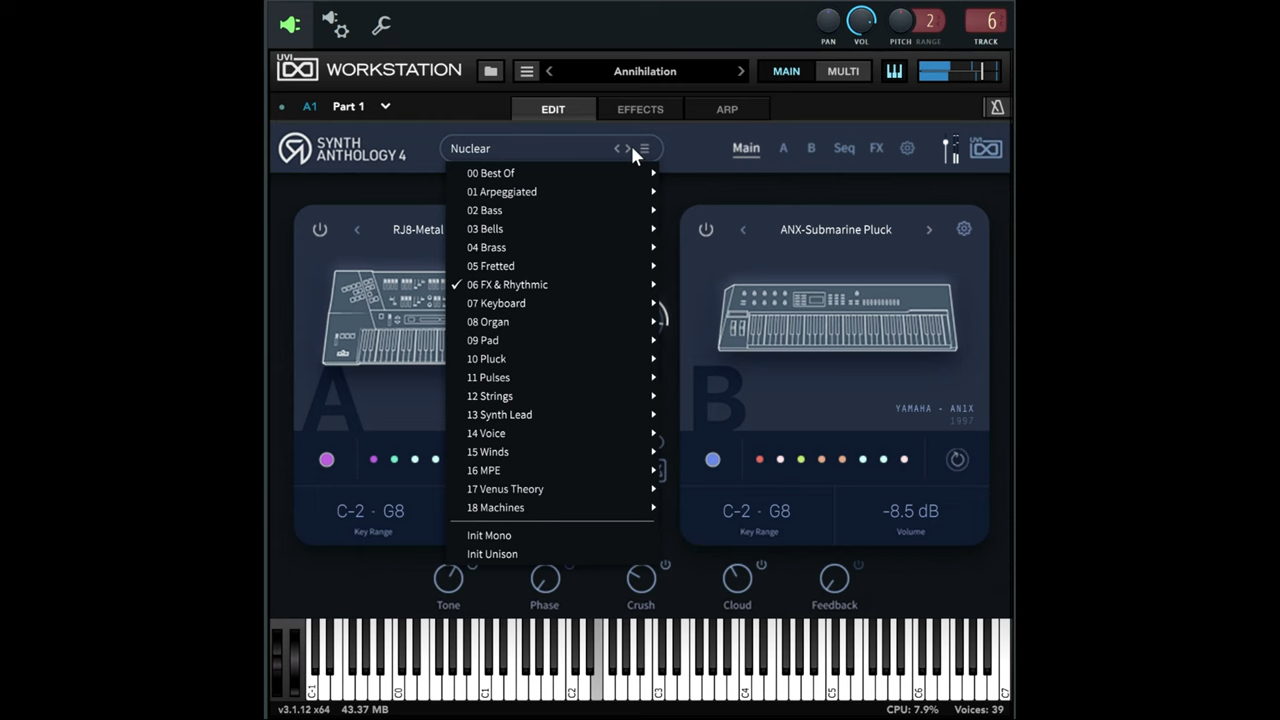 2
6
PAN
VOL
PITCH RANGE
TRACK
UVI
WORKSTATION
Annihilation
MAIN
MULTI
A1
Part 1
EDIT
EFFECTS
ARP
SYNTH
ANTHOLOGY 4
Nuclear
Main
A
B
Seq
FX
UVI
00 Best Of
01 Arpeggiated
02 Bass
03 Bells
04 Brass
05 Fretted
06 FX & Rhythmic
07 Keyboard
08 Organ
09 Pad
10 Pluck
11 Pulses
12 Strings
13 Synth Lead
14 Voice
15 Winds
16 MPE
17 Venus Theory
18 Machines
Init Mono
Init Unison
RJ8-Metal
A
C-2 - G8
Key Range
ANX-Submarine Pluck
B
YAMAHA - AN1X
1997
C-2 - G8
Key Range
-8.5 dB
Volume
Tone
Phase
Crush
Cloud
Feedback
C-1
C0
C1
C2
C3
C4
C5
C6
C7
v3.1.12 x64
43.37 MB
CPU: 7.9%
Voices: 39